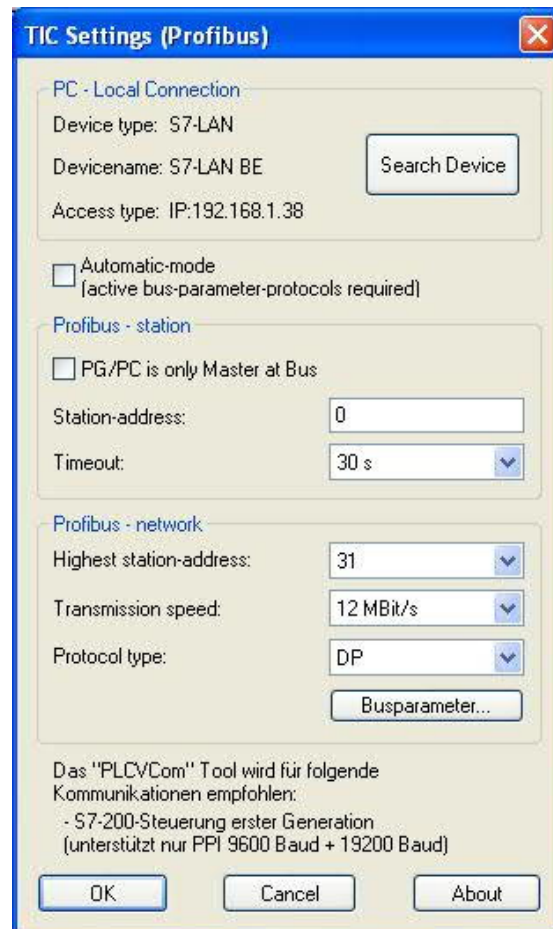 TIC Settings (Profibus)
PC - Local Connection
Device type: S7-LAN
Devicename: S7-LAN BE
Search Device
Access type: IP:192.168.1.38
Automatic-mode
(active bus-parameter-protocols required)
Profibus - station
PG/PC is only Master at Bus
Station-address: 0
Timeout: 30 s
Profibus - network
Highest station-address: 31
Transmission speed: 12 MBit/s
Protocol type: DP
Busparameter...
Das "PLCVCom" Tool wird für folgende
Kommunikationen empfohlen:
- S7-200-Steuerung erster Generation
(unterstützt nur PPI 9600 Baud + 19200 Baud)
OK Cancel About